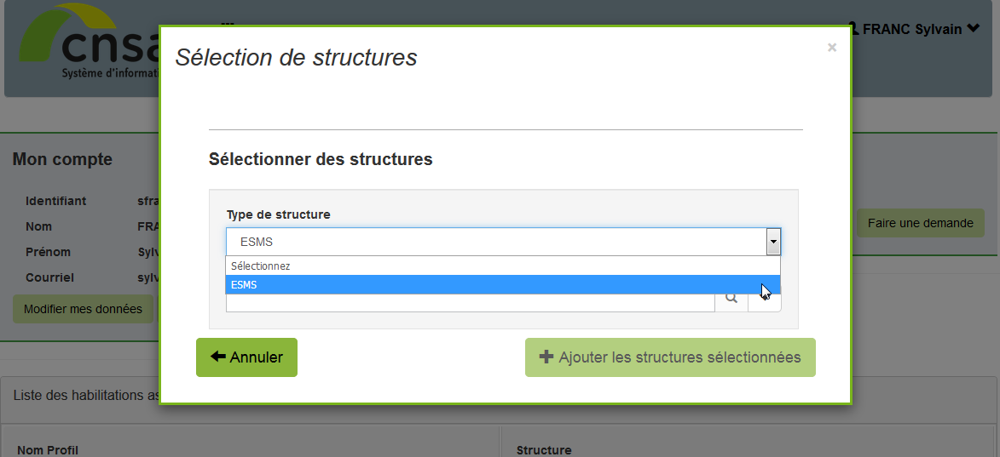 cnsa
Système d'informati
FRANC Sylvain
Sélection de structures
×
Mon compte
Sélectionner des structures
Identifiant sfra
Type de structure
Nom FRA
Faire une demande
ESMS
Prénom Sylv
Sélectionnez
Courriel sylv
ESMS
Modifier mes données
Annuler
Ajouter les structures sélectionnées
Liste des habilitations as
Nom Profil
Structure